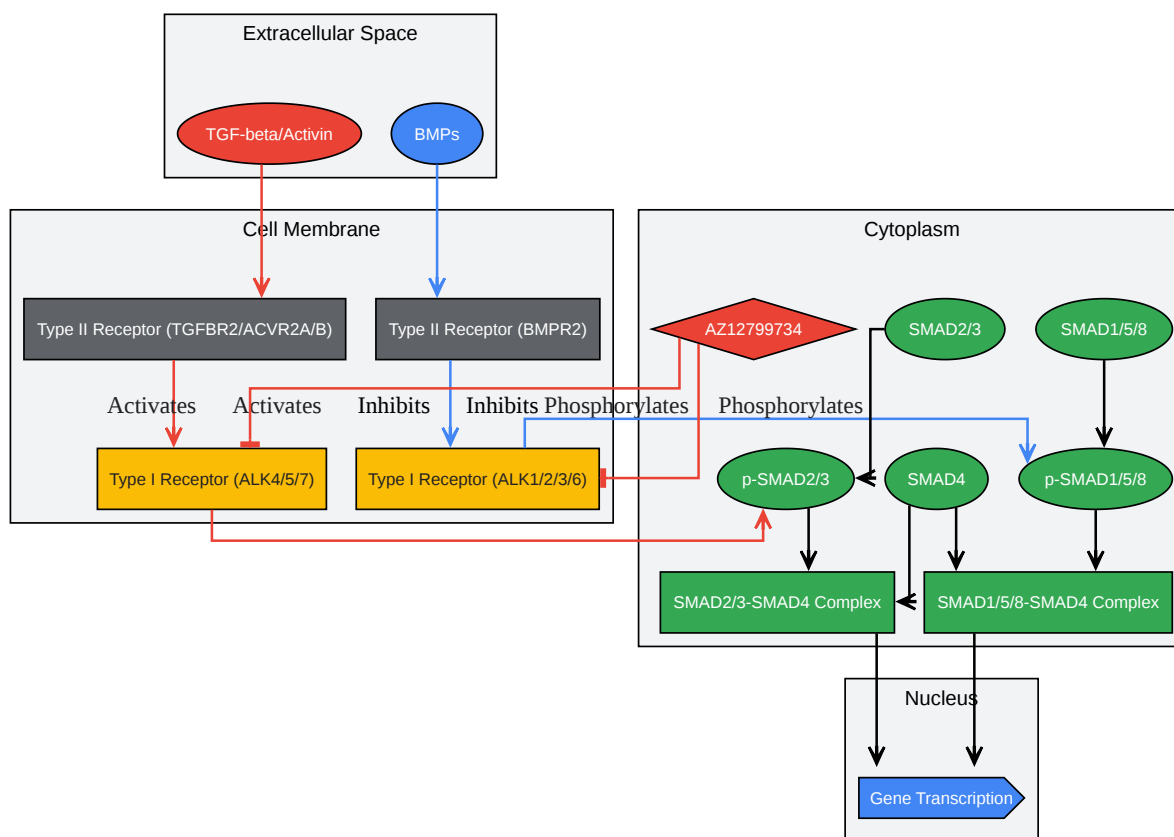 Extracellular Space
TGF-beta/Activin
BMPs
Cell Membrane
Cytoplasm
Type II Receptor (TGFBR2/ACVR2A/B)
Type II Receptor (BMPR2)
AZ12799734
SMAD2/3
SMAD1/5/8
Activates
Activates
Inhibits
Inhibits
Phosphorylates
Phosphorylates
Type I Receptor (ALK4/5/7)
Type I Receptor (ALK1/2/3/6)
p-SMAD2/3
SMAD4
p-SMAD1/5/8
SMAD2/3-SMAD4 Complex
SMAD1/5/8-SMAD4 Complex
Nucleus
Gene Transcription